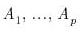 A₁, ..., Aₚ